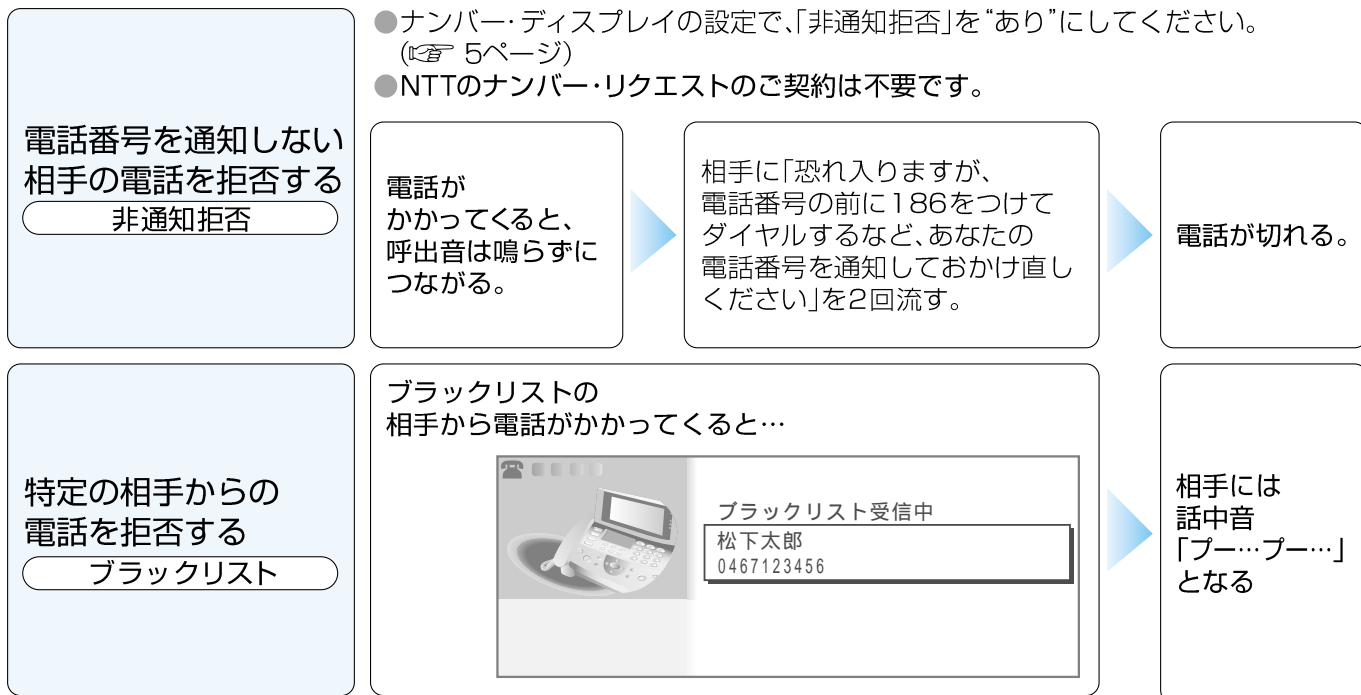 ●ナンバー・ディスプレイの設定で、「非通知拒否」を“あり”にしてください。
(☞ 5ページ)
●NTTのナンバー・リクエストのご契約は不要です。
電話番号を通知しない
相手の電話を拒否する
非通知拒否
電話が
かかってくると、
呼出音は鳴らずに
つながる。
相手に「恐れ入りますが、
電話番号の前に186をつけて
ダイヤルするなど、あなたの
電話番号を通知しておかけ直し
ください」を2回流す。
電話が切れる。
特定の相手からの
電話を拒否する
ブラックリスト
ブラックリストの
相手から電話がかかってくると…
ブラックリスト受信中
松下太郎
0467123456
相手には
話中音
「プー…プー…」
となる